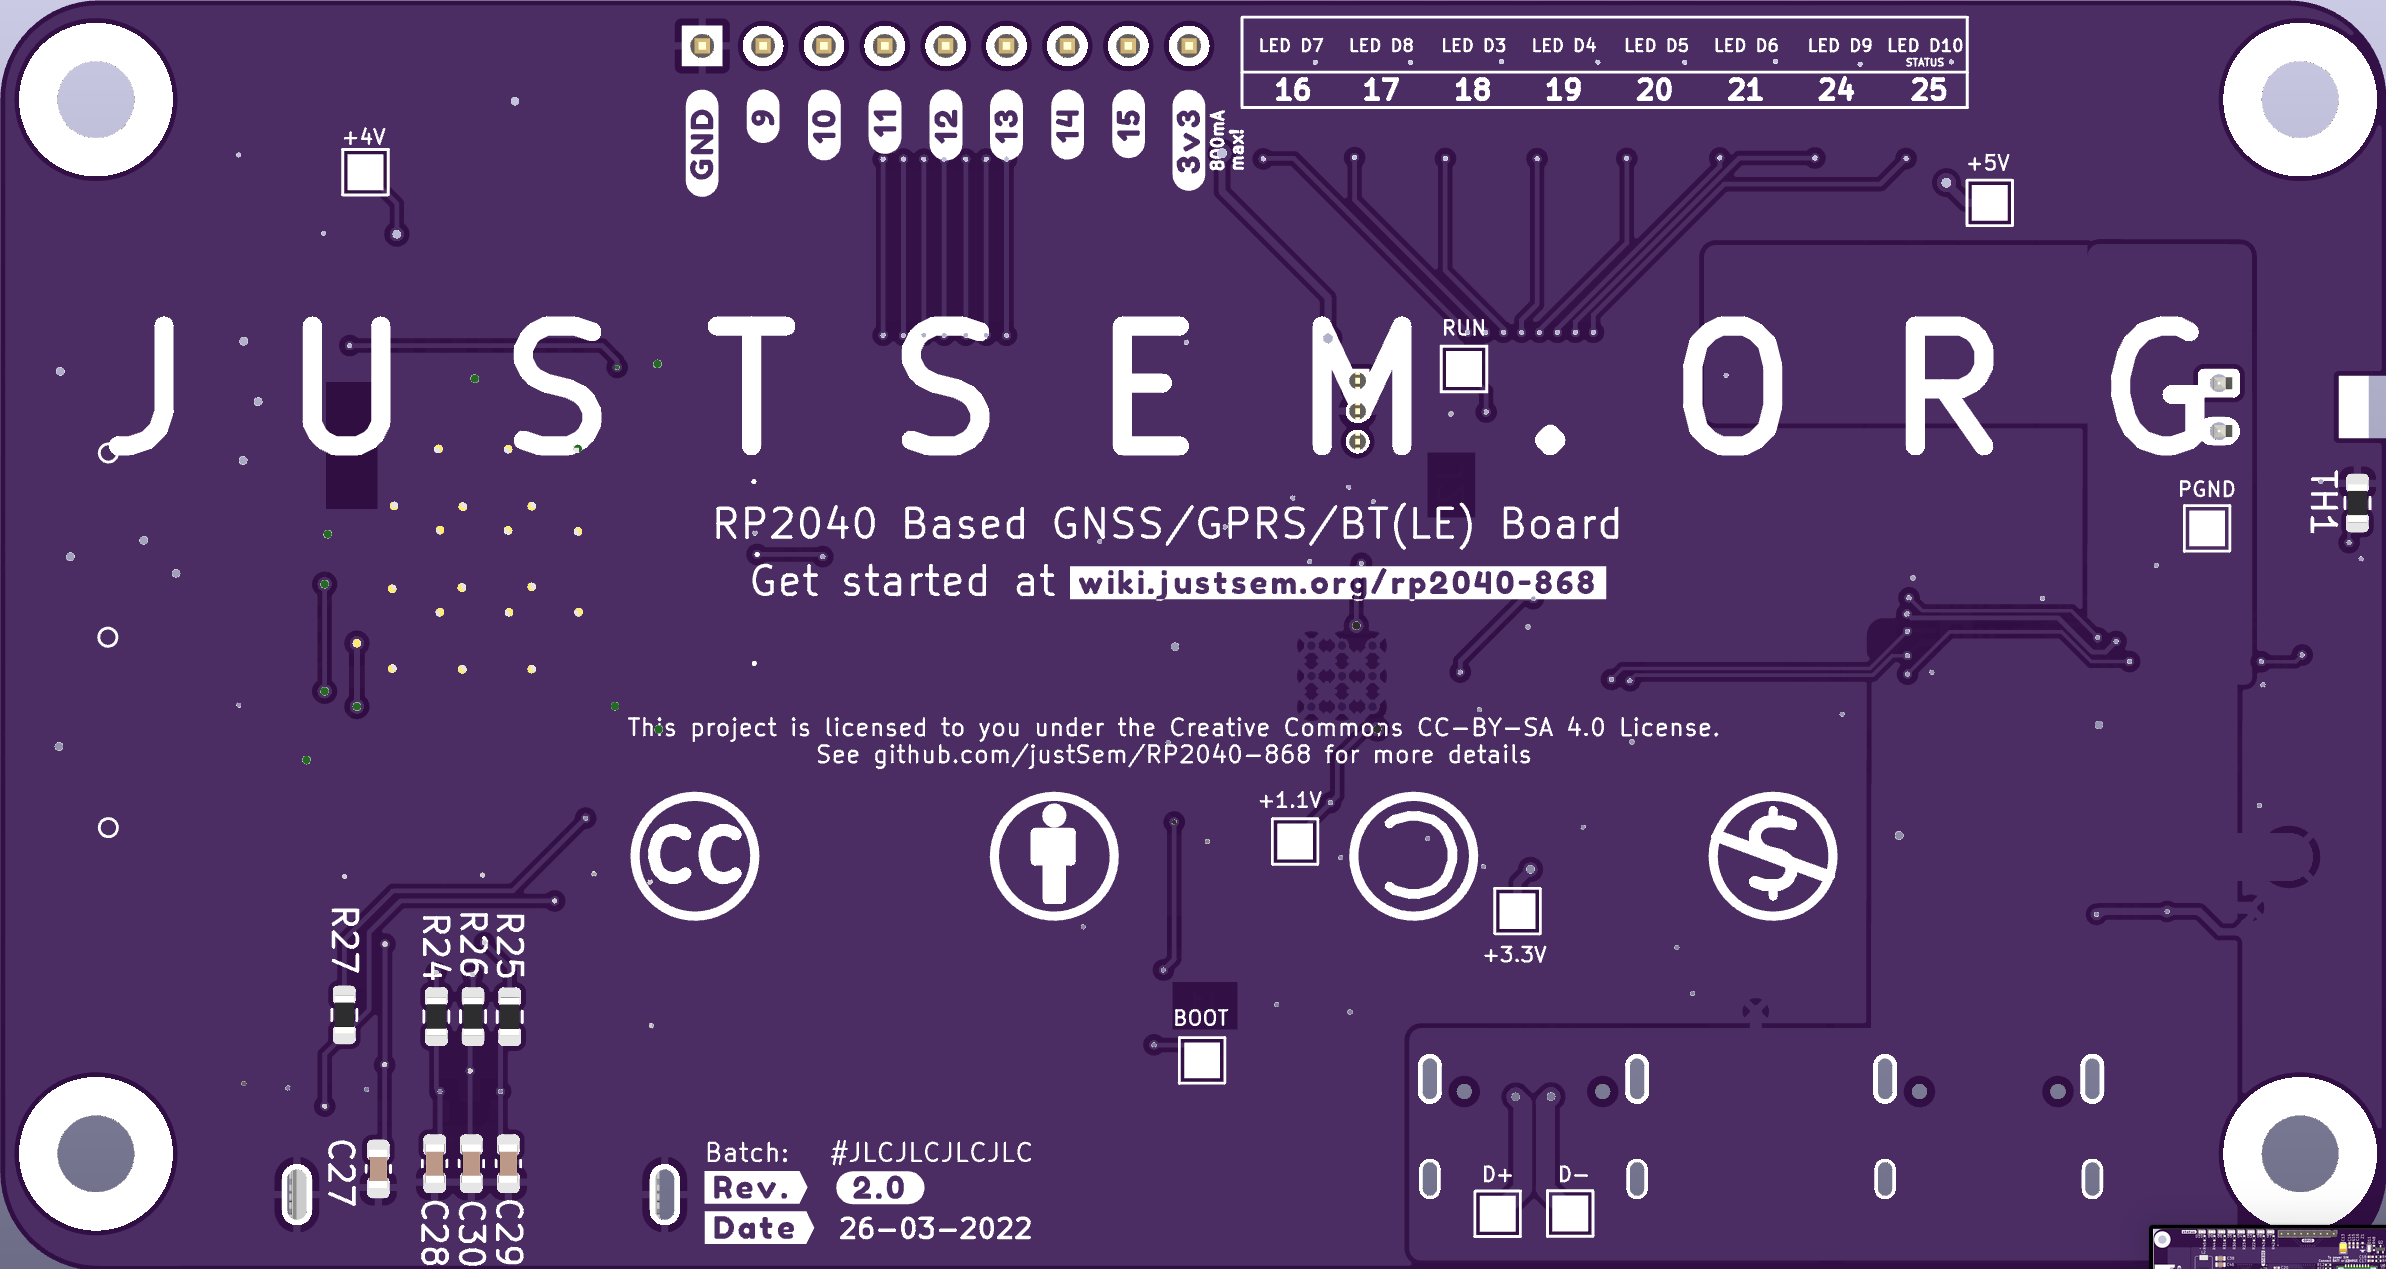 LED D7 LED D8 LED D3 LED D4 LED D5 LED D6 LED D9 LED D10
STATUS
16 17 18 19 20 21 24 25
GND 9 10 11 12 13 14 15 3v3
800mA
max!
+4V
+5V
JUSTSEM.ORG
RUN
PGND
TH1
RP2040 Based GNSS/GPRS/BT(LE) Board
Get started at wiki.justsem.org/rp2040-868
This project is licensed to you under the Creative Commons CC-BY-SA 4.0 License.
See github.com/justSem/RP2040-868 for more details
+1.1V
CC
$
+3.3V
R27 R24 R26 R25
BOOT
C27 C28 C30 C29
Batch: #JLCJLCJLCJLC
Rev. 2.0
Date 26-03-2022
D+ D-